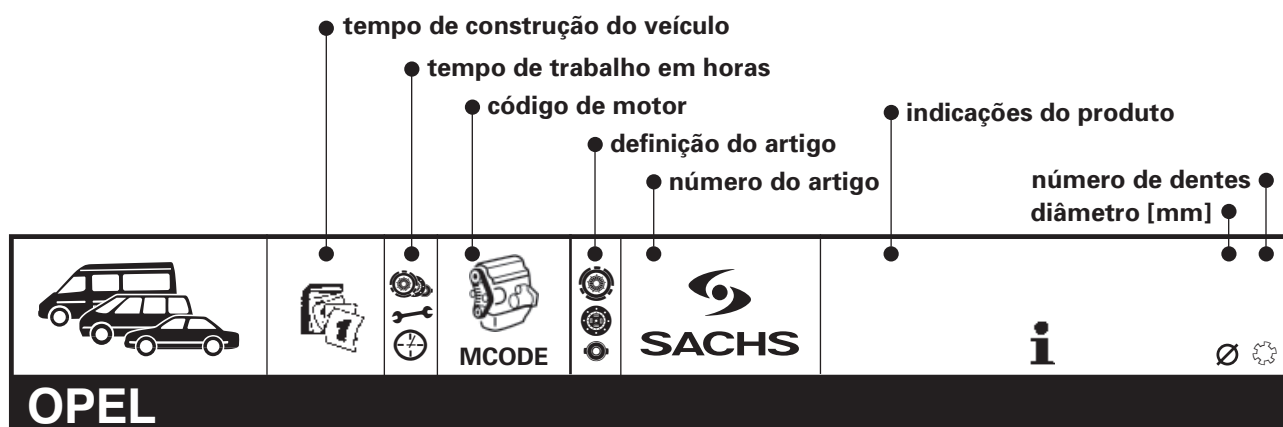 tempo de construção do veículo
tempo de trabalho em horas
código de motor
indicações do produto
definição do artigo
número do artigo
número de dentes
diâmetro [mm]
1
MCODE
SACHS
i
Ø
OPEL